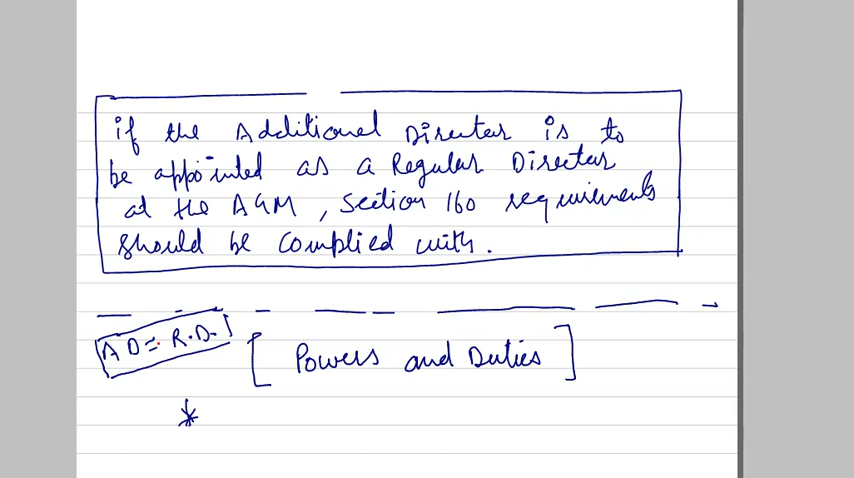 if the Additional Director is to
be appointed as a Regular Director
at the AGM, Section 160 requirements
should be complied with.
AD = R.D. [Powers and Duties]
*